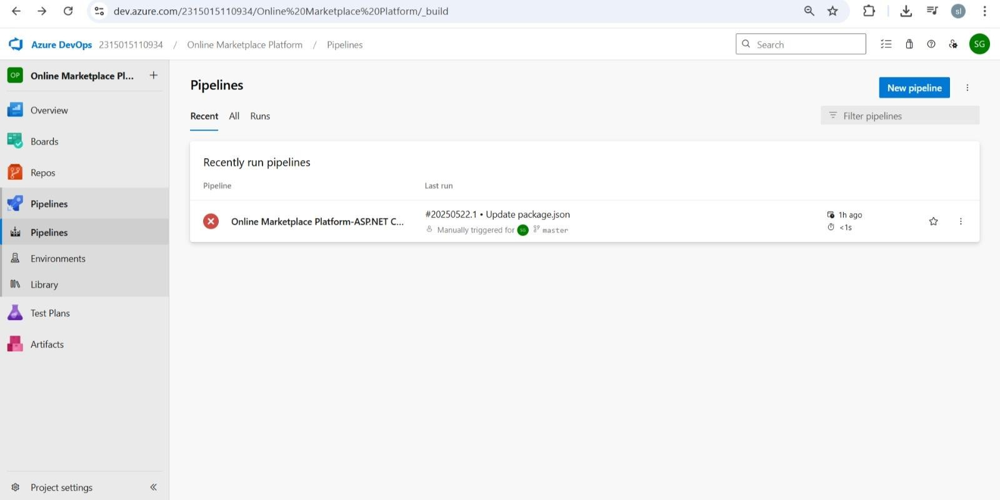 dev.azure.com/2315015110934/Online%20Marketplace%20Platform/_build
sl
Azure DevOps 2315015110934 / Online Marketplace Platform / Pipelines
Search
SG
OP Online Marketplace Pl...
Overview
Boards
Repos
Pipelines
Pipelines
Environments
Library
Test Plans
Artifacts
Project settings
Pipelines
New pipeline
Recent All Runs
Filter pipelines
Recently run pipelines
Pipeline Last run
Online Marketplace Platform-ASP.NET C...
#20250522.1 • Update package.json
Manually triggered for SG master
1h ago
<1s